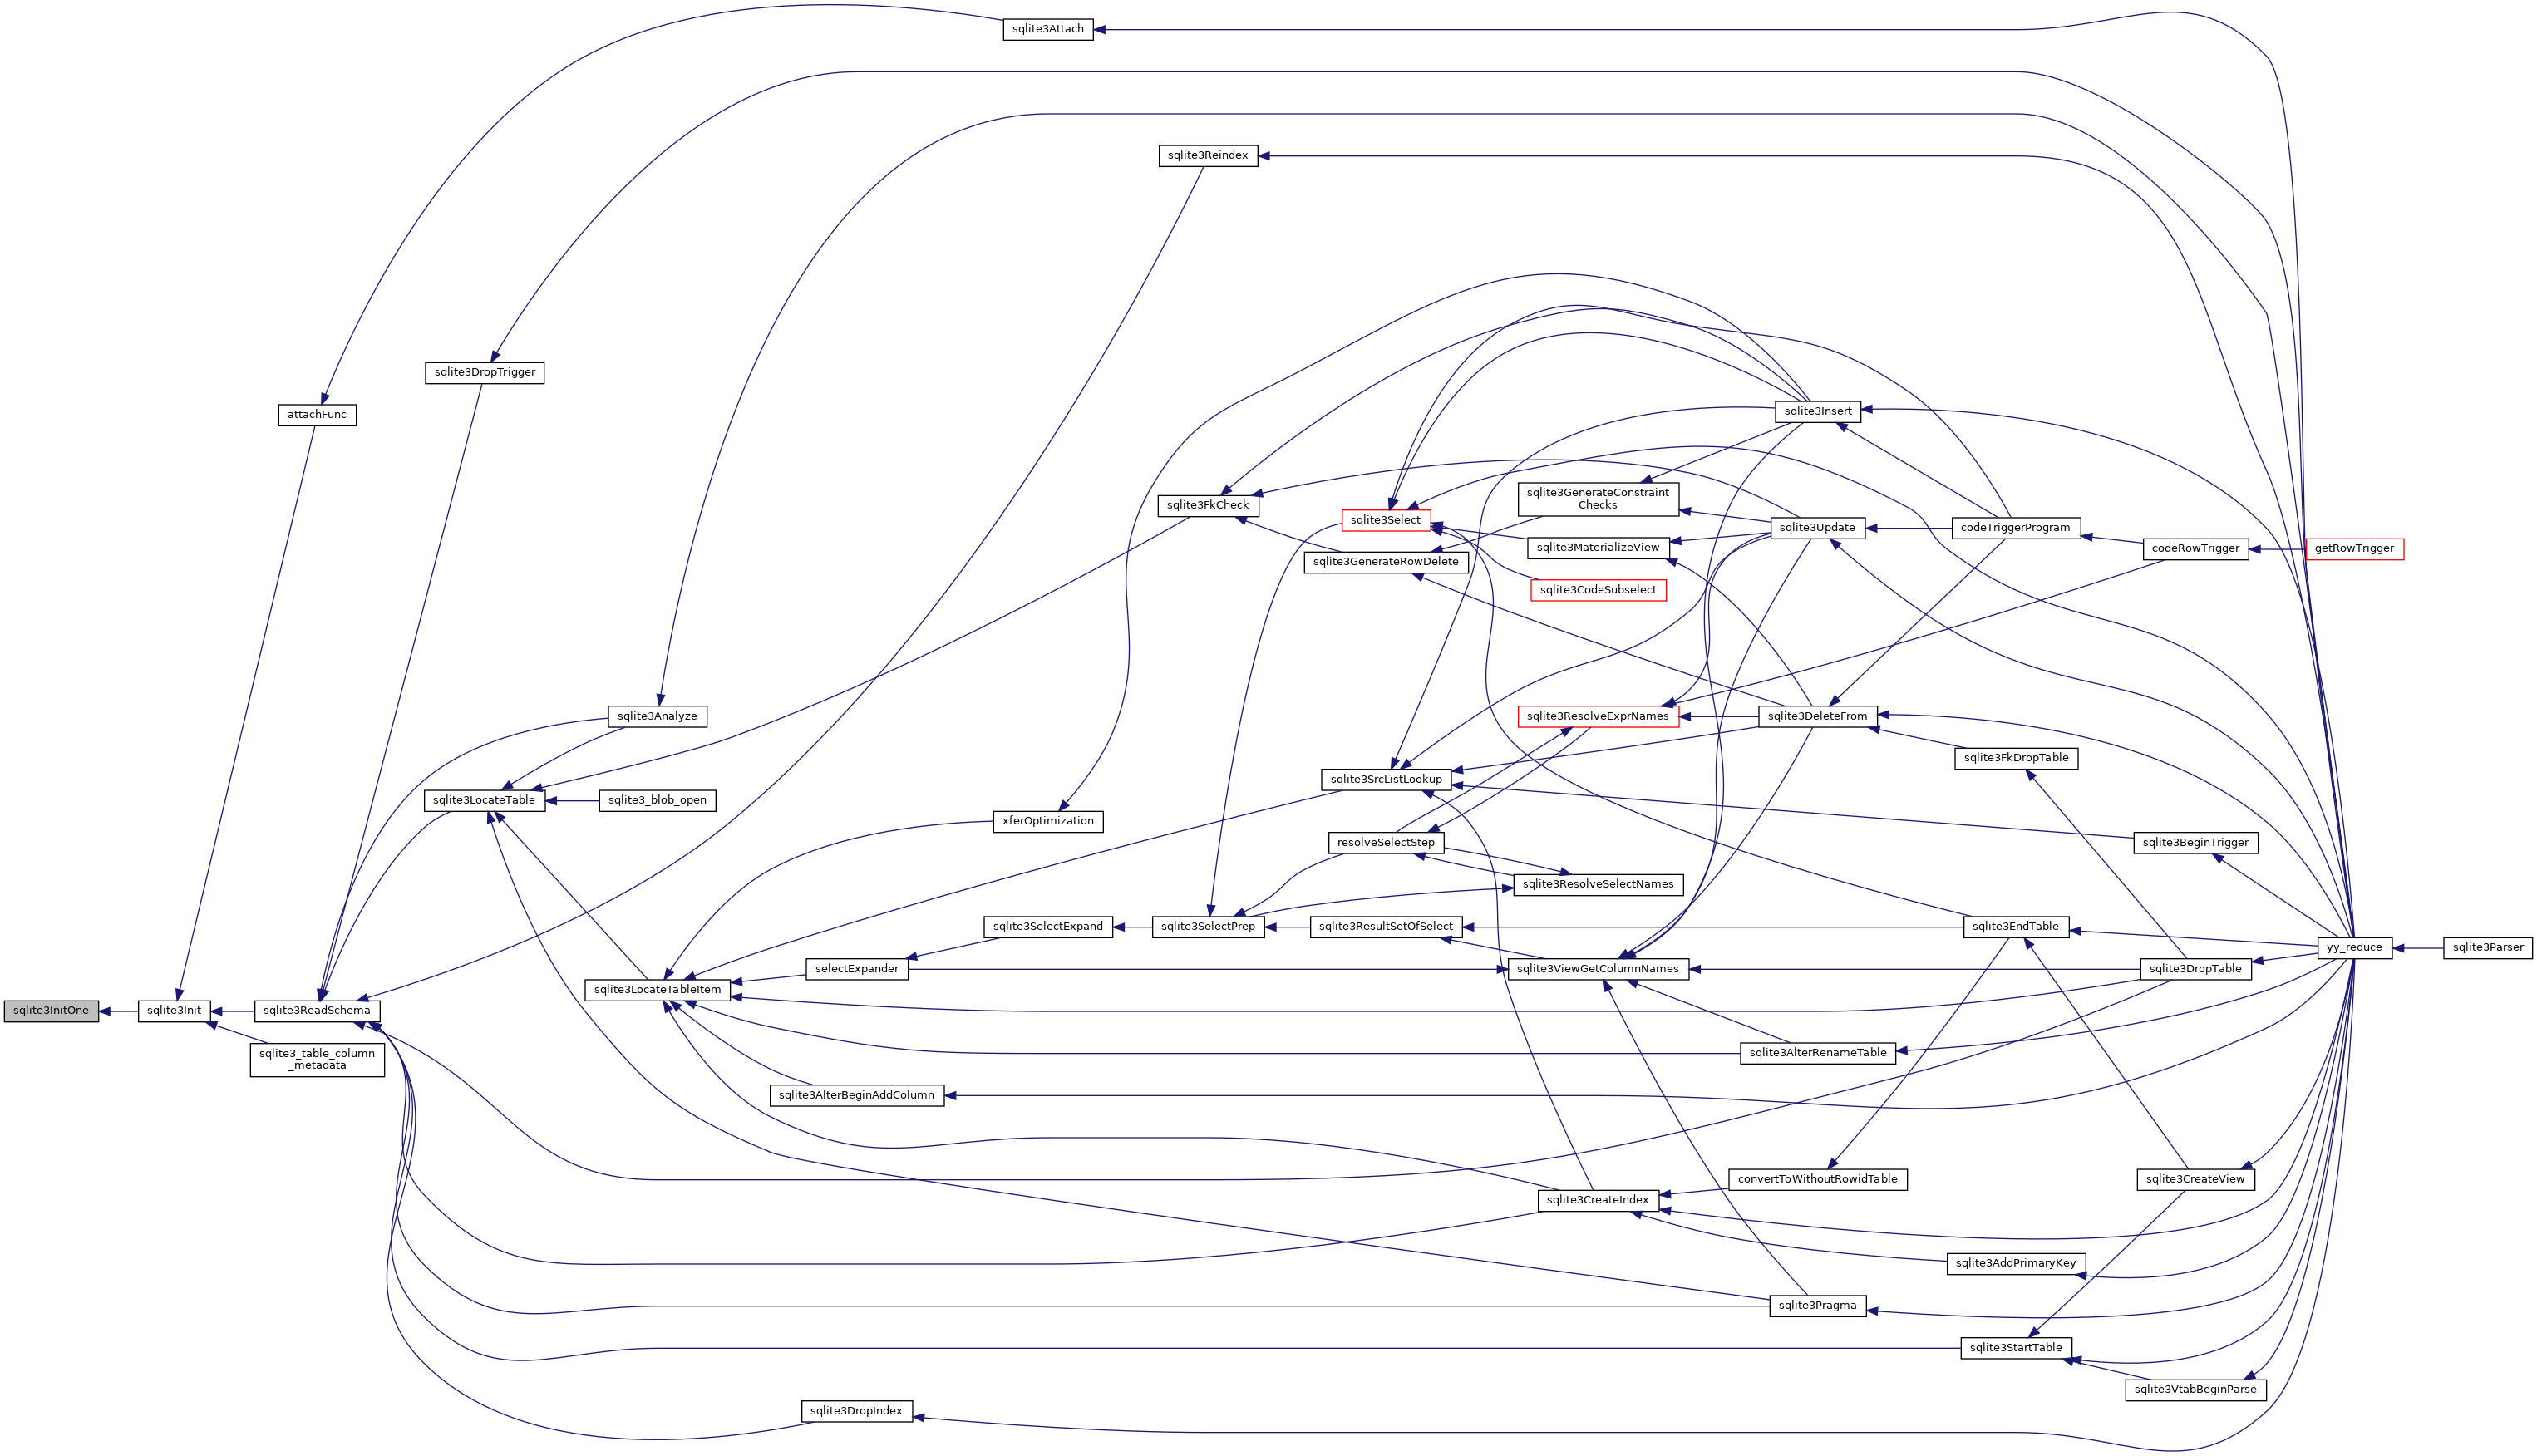 sqlite3Attach
sqlite3Reindex
sqlite3DropTrigger
attachFunc
sqlite3Insert
sqlite3GenerateConstraint
Checks
sqlite3FkCheck
sqlite3Select
sqlite3Update
codeTriggerProgram
sqlite3MaterializeView
codeRowTrigger
getRowTrigger
sqlite3GenerateRowDelete
sqlite3CodeSubselect
sqlite3Analyze
sqlite3ResolveExprNames
sqlite3DeleteFrom
sqlite3FkDropTable
sqlite3SrcListLookup
sqlite3LocateTable
sqlite3_blob_open
xferOptimization
resolveSelectStep
sqlite3BeginTrigger
sqlite3ResolveSelectNames
sqlite3SelectExpand
sqlite3SelectPrep
sqlite3ResultSetOfSelect
sqlite3EndTable
yy_reduce
sqlite3Parser
selectExpander
sqlite3ViewGetColumnNames
sqlite3DropTable
sqlite3LocateTableItem
sqlite3InitOne
sqlite3Init
sqlite3ReadSchema
sqlite3_table_column
_metadata
sqlite3AlterRenameTable
sqlite3AlterBeginAddColumn
convertToWithoutRowidTable
sqlite3CreateView
sqlite3CreateIndex
sqlite3AddPrimaryKey
sqlite3Pragma
sqlite3StartTable
sqlite3VtabBeginParse
sqlite3DropIndex